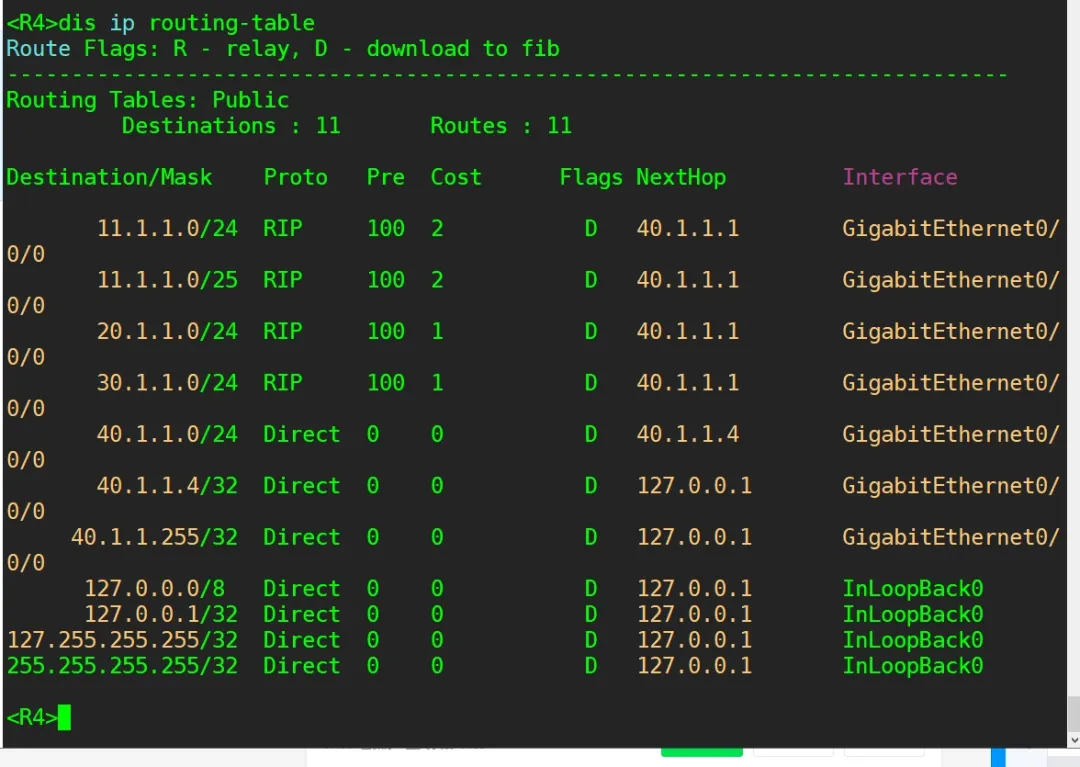 <R4>dis ip routing-table
Route Flags: R - relay, D - download to fib
------------------------------------------------------------------------------
Routing Tables: Public
         Destinations : 11       Routes : 11

Destination/Mask    Proto   Pre  Cost      Flags NextHop         Interface

       11.1.1.0/24  RIP     100  2           D   40.1.1.1        GigabitEthernet0/
0/0
       11.1.1.0/25  RIP     100  2           D   40.1.1.1        GigabitEthernet0/
0/0
       20.1.1.0/24  RIP     100  1           D   40.1.1.1        GigabitEthernet0/
0/0
       30.1.1.0/24  RIP     100  1           D   40.1.1.1        GigabitEthernet0/
0/0
       40.1.1.0/24  Direct  0    0           D   40.1.1.4        GigabitEthernet0/
0/0
       40.1.1.4/32  Direct  0    0           D   127.0.0.1       GigabitEthernet0/
0/0
     40.1.1.255/32  Direct  0    0           D   127.0.0.1       GigabitEthernet0/
0/0
      127.0.0.0/8   Direct  0    0           D   127.0.0.1       InLoopBack0
      127.0.0.1/32  Direct  0    0           D   127.0.0.1       InLoopBack0
127.255.255.255/32  Direct  0    0           D   127.0.0.1       InLoopBack0
255.255.255.255/32  Direct  0    0           D   127.0.0.1       InLoopBack0

<R4>